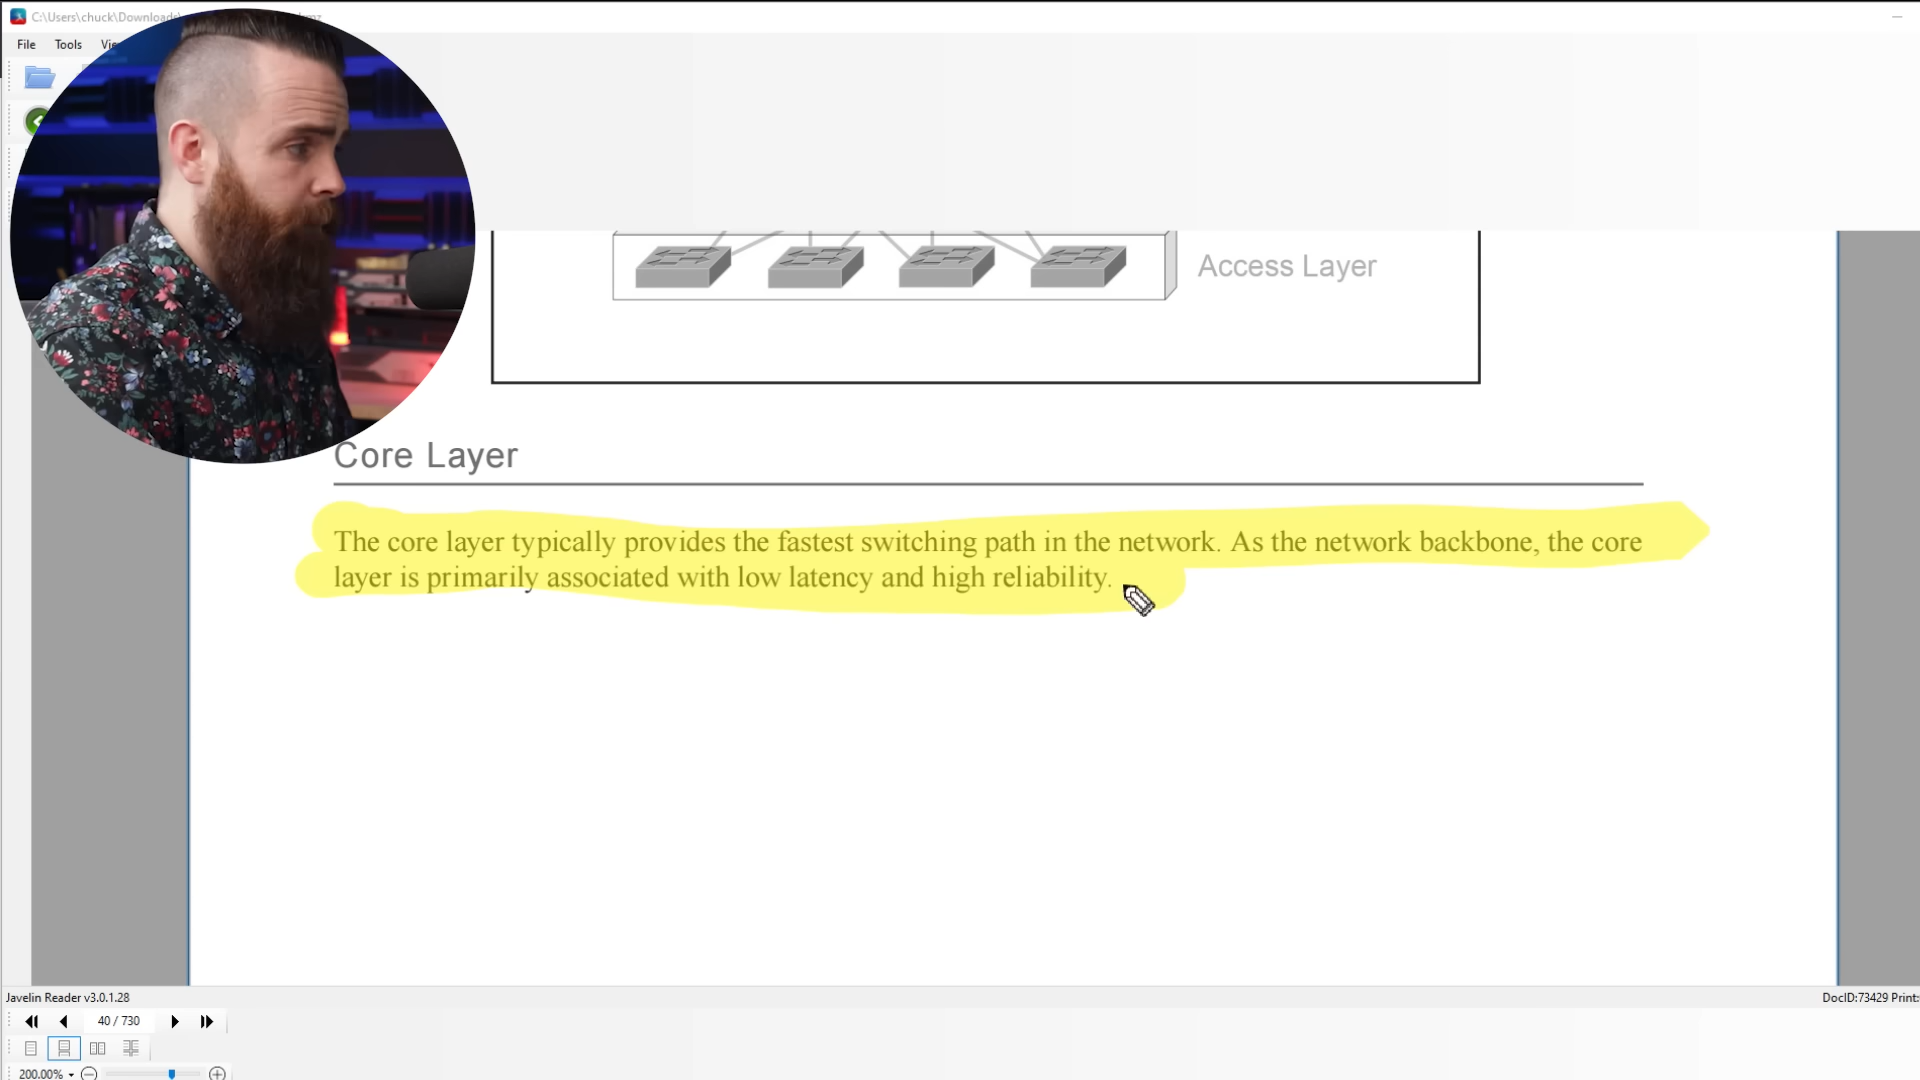 C:\Users\chuck\Downloads\
File Tools
Access Layer
Core Layer
The core layer typically provides the fastest switching path in the network. As the network backbone, the core
layer is primarily associated with low latency and high reliability.
Javelin Reader v3.0.1.28
DocID:73429 Print:
40 / 730
200.00%